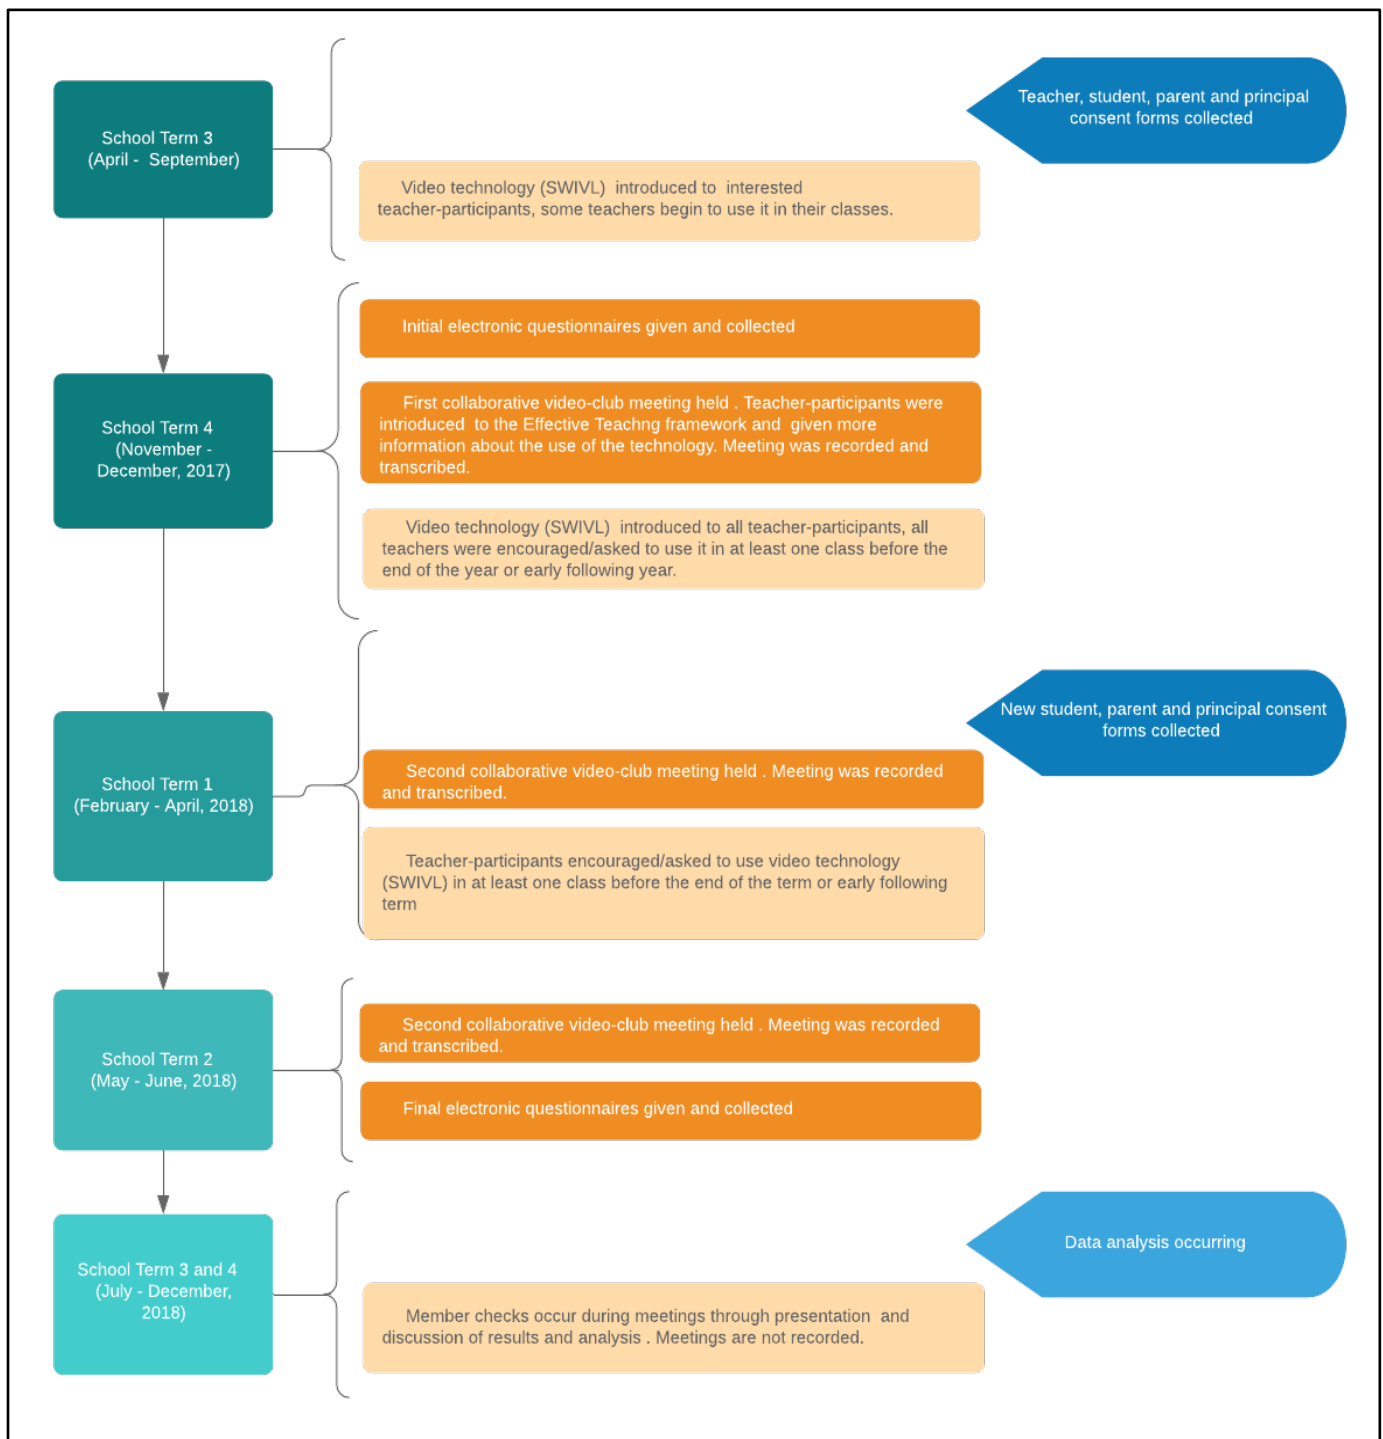 School Term 3
(April - September)
Teacher, student, parent and principal
consent forms collected
Video technology (SWIVL) introduced to interested
teacher-participants, some teachers begin to use it in their classes.
School Term 4
(November -
December, 2017)
Initial electronic questionnaires given and collected
First collaborative video-club meeting held . Teacher-participants were
intrioduced to the Effective Teachng framework and given more
information about the use of the technology. Meeting was recorded and
transcribed.
Video technology (SWIVL) introduced to all teacher-participants, all
teachers were encouraged/asked to use it in at least one class before the
end of the year or early following year.
School Term 1
(February - April, 2018)
New student, parent and principal consent
forms collected
Second collaborative video-club meeting held . Meeting was recorded
and transcribed.
Teacher-participants encouraged/asked to use video technology
(SWIVL) in at least one class before the end of the term or early following
term
School Term 2
(May - June, 2018)
Second collaborative video-club meeting held . Meeting was recorded
and transcribed.
Final electronic questionnaires given and collected
School Term 3 and 4
(July - December,
2018)
Data analysis occurring
Member checks occur during meetings through presentation and
discussion of results and analysis . Meetings are not recorded.